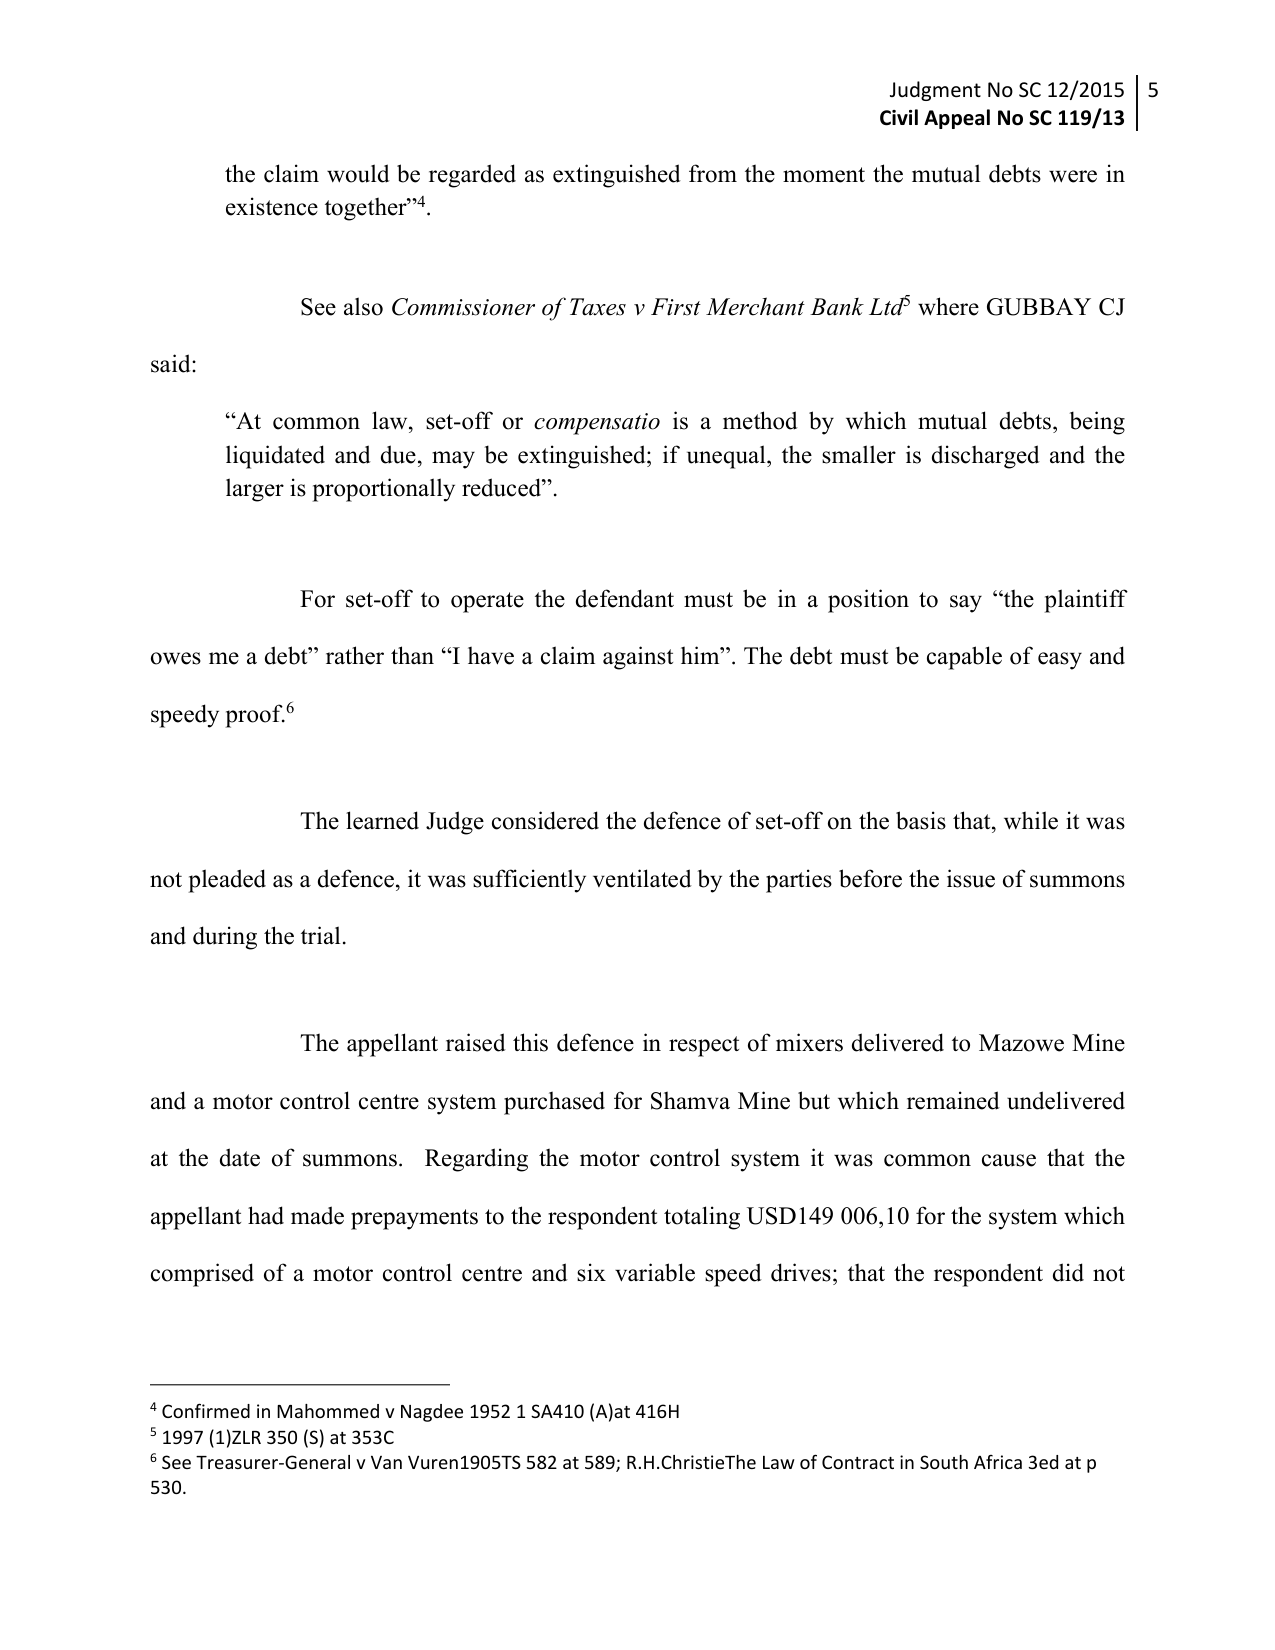 Judgment No SC 12/2015 5
Civil Appeal No SC 119/13
the claim would be regarded as extinguished from the moment the mutual debts were in
existence together”4.
See also Commissioner of Taxes v First Merchant Bank Ltd5 where GUBBAY CJ
said:
“At common law, set-off or compensatio is a method by which mutual debts, being
liquidated and due, may be extinguished; if unequal, the smaller is discharged and the
larger is proportionally reduced”.
For set-off to operate the defendant must be in a position to say “the plaintiff
owes me a debt” rather than “I have a claim against him”. The debt must be capable of easy and
speedy proof.6
The learned Judge considered the defence of set-off on the basis that, while it was
not pleaded as a defence, it was sufficiently ventilated by the parties before the issue of summons
and during the trial.
The appellant raised this defence in respect of mixers delivered to Mazowe Mine
and a motor control centre system purchased for Shamva Mine but which remained undelivered
at the date of summons.  Regarding the motor control system it was common cause that the
appellant had made prepayments to the respondent totaling USD149 006,10 for the system which
comprised of a motor control centre and six variable speed drives; that the respondent did not
4 Confirmed in Mahommed v Nagdee 1952 1 SA410 (A)at 416H
5 1997 (1)ZLR 350 (S) at 353C
6 See Treasurer-General v Van Vuren1905TS 582 at 589; R.H.ChristieThe Law of Contract in South Africa 3ed at p
530.